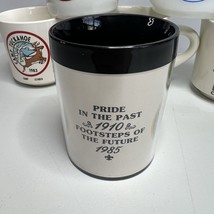 PRIDE
IN THE PAST
1910
FOOTSTEPS OF
THE FUTURE
1985